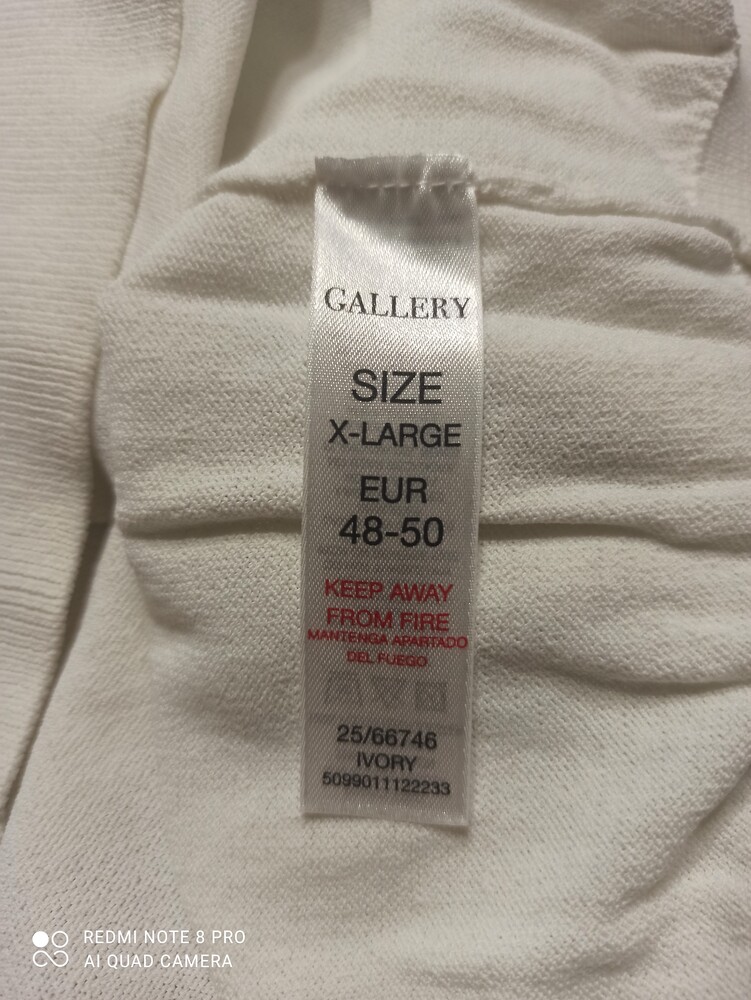 GALLERY
SIZE
X-LARGE
EUR
48-50
KEEP AWAY
FROM FIRE
MANTENGA APARTADO
DEL FUEGO
25/66746
IVORY
5099011122233
REDMI NOTE 8 PRO
AI QUAD CAMERA